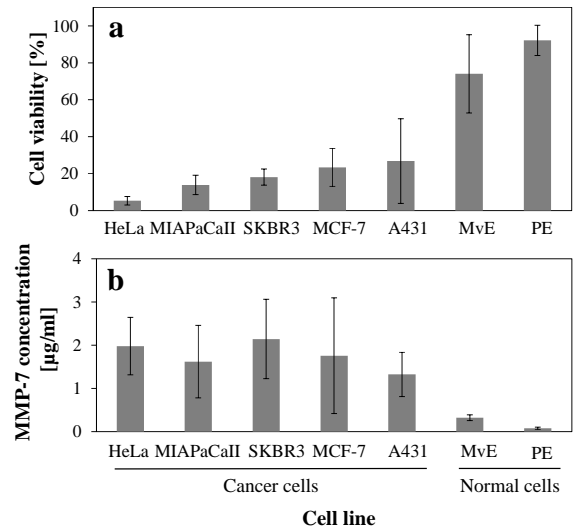 a
Cell viability [%]
100
80
60
40
20
0
HeLa MIAPaCaII SKBR3 MCF-7 A431 MvE PE
b
MMP-7 concentration
[µg/ml]
4
3
2
1
0
HeLa MIAPaCaII SKBR3 MCF-7 A431 MvE PE
Cancer cells Normal cells
Cell line